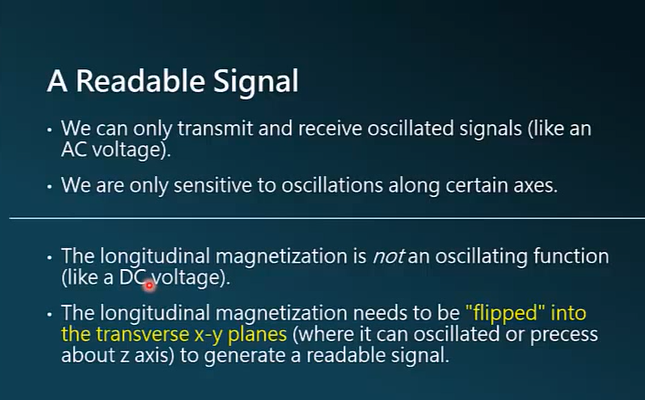 A Readable Signal
• We can only transmit and receive oscillated signals (like an
AC voltage).
• We are only sensitive to oscillations along certain axes.
• The longitudinal magnetization is not an oscillating function
(like a DC voltage).
• The longitudinal magnetization needs to be "flipped" into
the transverse x-y planes (where it can oscillated or precess
about z axis) to generate a readable signal.